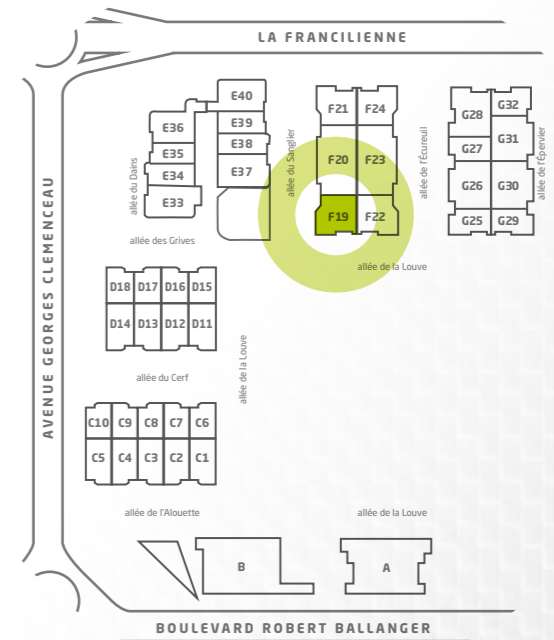 LA FRANCILIENNE
AVENUE GEORGES CLEMENCEAU
E40
E39
E38
E37
E36
E35
E34
E33
allée du Dains
allée des Grives
allée du Sanglier
F21 F24
F20 F23
F19 F22
allée de l'Écureuil
allée de la Louve
G28 G32
G27 G31
G26 G30
G25 G29
allée de l'Épervier
D18 D17 D16 D15
D14 D13 D12 D11
allée du Cerf
allée de la Louve
C10 C9 C8 C7 C6
C5 C4 C3 C2 C1
allée de l'Alouette
allée de la Louve
B
A
BOULEVARD ROBERT BALLANGER